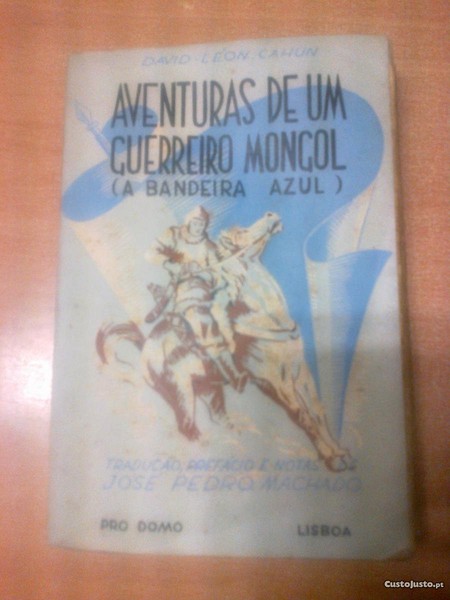 DAVID LÉON CAHUN
AVENTURAS DE UM
GUERREIRO MONGOL
(A BANDEIRA AZUL)
TRADUÇÃO, PREFÁCIO E NOTAS DE
JOSÉ PEDRO MACHADO
PRO DOMO LISBOA
CustoJusto.pt